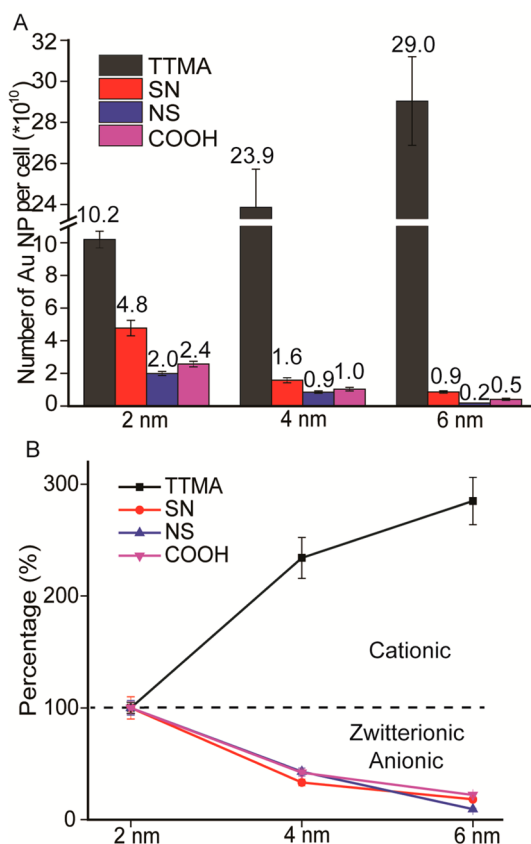 A
Number of Au NP per cell (*10^10)
32
30
28
26
24
10
8
6
4
2
0
TTMA
SN
NS
COOH
10.2
4.8
2.0
2.4
23.9
1.6
0.9
1.0
29.0
0.9
0.2
0.5
2 nm
4 nm
6 nm
B
Percentage (%)
300
200
100
0
TTMA
SN
NS
COOH
Cationic
Zwitterionic
Anionic
2 nm
4 nm
6 nm